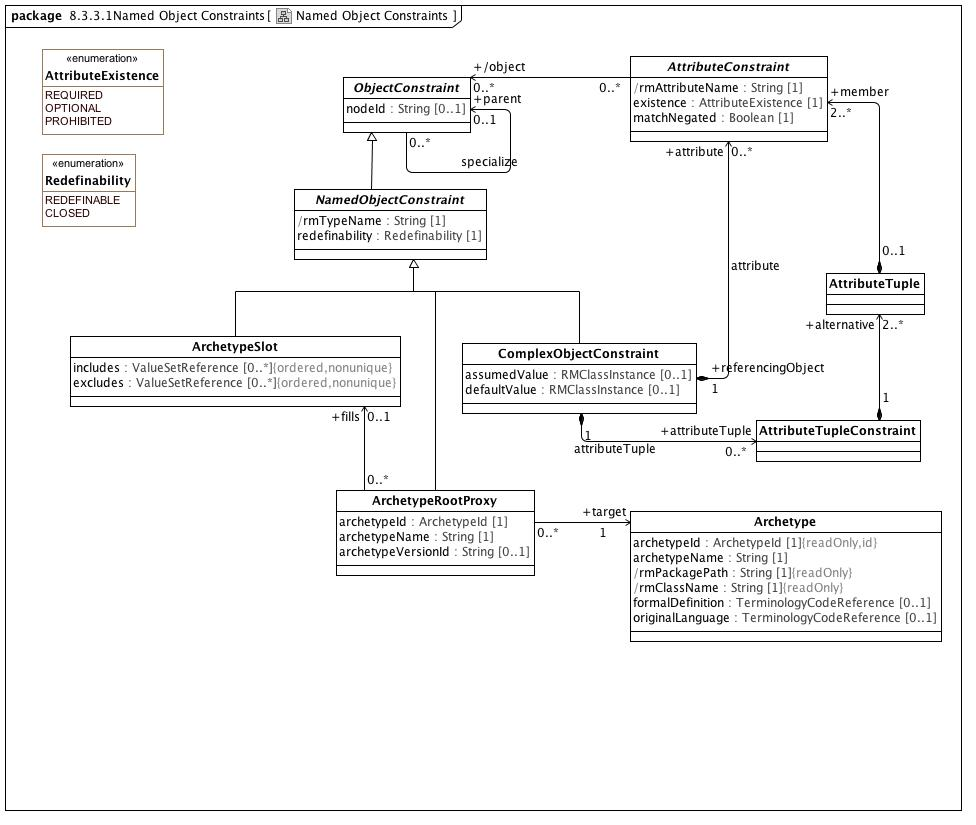 package 8.3.3.1Named Object Constraints[ Named Object Constraints ]
«enumeration»
AttributeExistence
REQUIRED
OPTIONAL
PROHIBITED
«enumeration»
Redefinability
REDEFINABLE
CLOSED
ObjectConstraint
nodeId : String [0..1]
+/object
0..*
0..*
+parent
0..1
0..*
specialize
AttributeConstraint
/rmAttributeName : String [1]
existence : AttributeExistence [1]
matchNegated : Boolean [1]
+member
2..*
+attribute
0..*
NamedObjectConstraint
/rmTypeName : String [1]
redefinability : Redefinability [1]
attribute
0..1
AttributeTuple
+alternative
2..*
ArchetypeSlot
includes : ValueSetReference [0..*]{ordered,nonunique}
excludes : ValueSetReference [0..*]{ordered,nonunique}
ComplexObjectConstraint
assumedValue : RMClassInstance [0..1]
defaultValue : RMClassInstance [0..1]
+referencingObject
1
1
+fills
0..1
1
attributeTuple
+attributeTuple
0..*
AttributeTupleConstraint
0..*
ArchetypeRootProxy
archetypeId : ArchetypeId [1]
archetypeName : String [1]
archetypeVersionId : String [0..1]
+target
0..*
1
Archetype
archetypeId : ArchetypeId [1]{readOnly,id}
archetypeName : String [1]
/rmPackagePath : String [1]{readOnly}
/rmClassName : String [1]{readOnly}
formalDefinition : TerminologyCodeReference [0..1]
originalLanguage : TerminologyCodeReference [0..1]